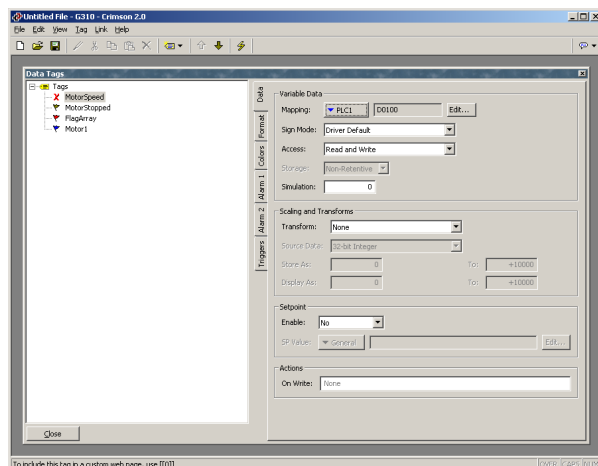 Untitled File - G310 - Crimson 2.0
File Edit View Tag Link Help
Data Tags
Tags
MotorSpeed
MotorStopped
FlagArray
Motor1
Data
Format
Colors
Alarm 1
Alarm 2
Triggers
Variable Data
Mapping: PLC1 D0100 Edit...
Sign Mode: Driver Default
Access: Read and Write
Storage: Non-Retentive
Simulation: 0
Scaling and Transforms
Transform: None
Source Data: 32-bit Integer
Store As: 0 To: +10000
Display As: 0 To: +10000
Setpoint
Enable: No
SP Value: General Edit...
Actions
On Write: None
Close
To include this tag in a custom web page, use [[0]]
OVER CAPS NUM